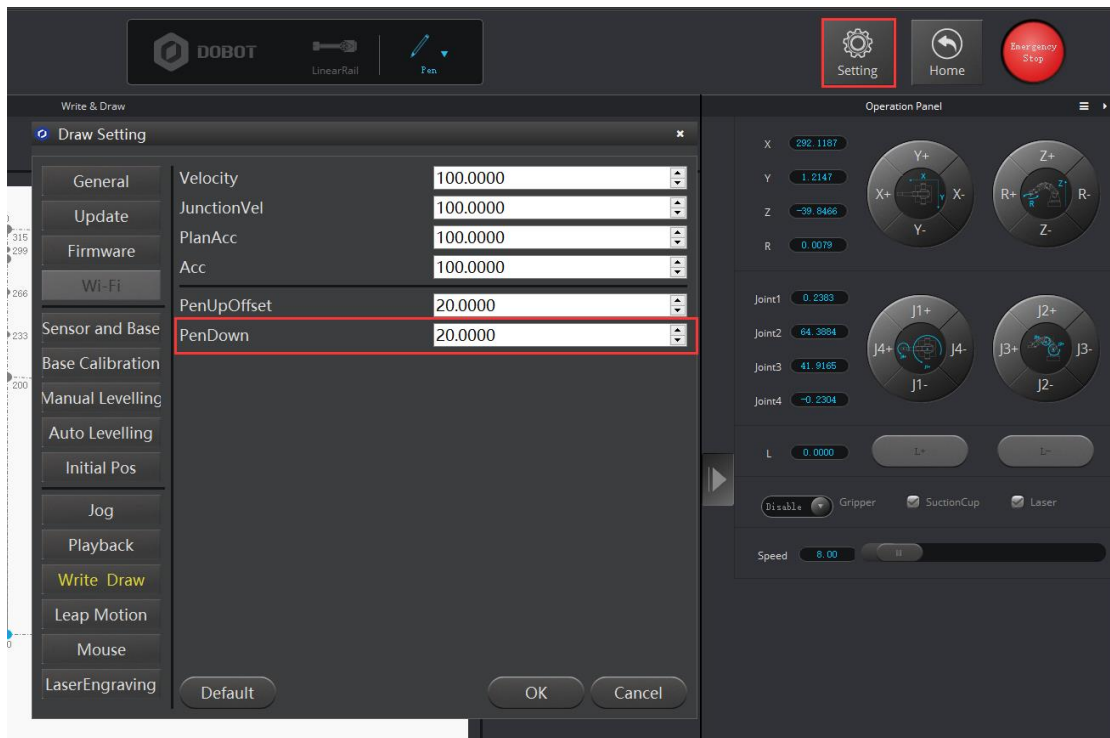 DOBOT
LinearRail
Pen
Setting
Home
Emergency
Stop
Write & Draw
Operation Panel
Draw Setting
General
Update
Firmware
Wi-Fi
Sensor and Base
Base Calibration
Manual Levelling
Auto Levelling
Initial Pos
Jog
Playback
Write Draw
Leap Motion
Mouse
LaserEngraving
Velocity 100.0000
JunctionVel 100.0000
PlanAcc 100.0000
Acc 100.0000
PenUpOffset 20.0000
PenDown 20.0000
Default
OK
Cancel
315
299
266
233
200
0
X 292.1187
Y 1.2147
Z -39.8466
R 0.0079
Y+
X+
X
Y
X-
Y-
Z+
R+
Z
R
R-
Z-
Joint1 0.2383
Joint2 64.3884
Joint3 41.9165
Joint4 -0.2304
J1+
J4+
J4-
J1-
J2+
J3+
J3-
J2-
L 0.0000
L+
L-
Disable
Gripper
SuctionCup
Laser
Speed 8.00